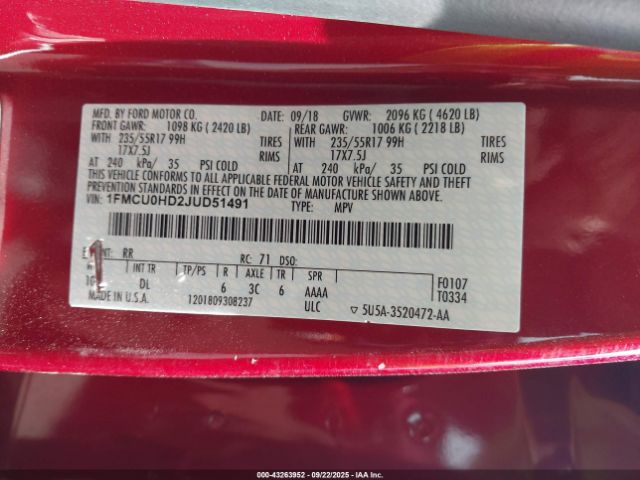 MFD. BY FORD MOTOR CO. DATE: 09/18 GVWR: 2096 KG ( 4620 LB)
FRONT GAWR: 1098 KG ( 2420 LB) REAR GAWR: 1006 KG ( 2218 LB)
WITH 235/55R17 99H TIRES WITH 235/55R17 99H TIRES
17X7.5J RIMS 17X7.5J RIMS
AT 240 kPa/ 35 PSI COLD AT 240 kPa/ 35 PSI COLD
THIS VEHICLE CONFORMS TO ALL APPLICABLE FEDERAL MOTOR VEHICLE SAFETY AND THEFT
PREVENTION STANDARDS IN EFFECT ON THE DATE OF MANUFACTURE SHOWN ABOVE.
VIN: 1FMCU0HD2JUD51491 TYPE: MPV
1
RR RC: 71 DSO:
INT TR TP/PS R AXLE TR SPR F0107
DL 6 3C 6 AAAA T0334
MADE IN U.S.A. 1201809308237 ULC ▽ 5U5A-3520472-AA
000-43263952 - 09/22/2025 - IAA Inc.